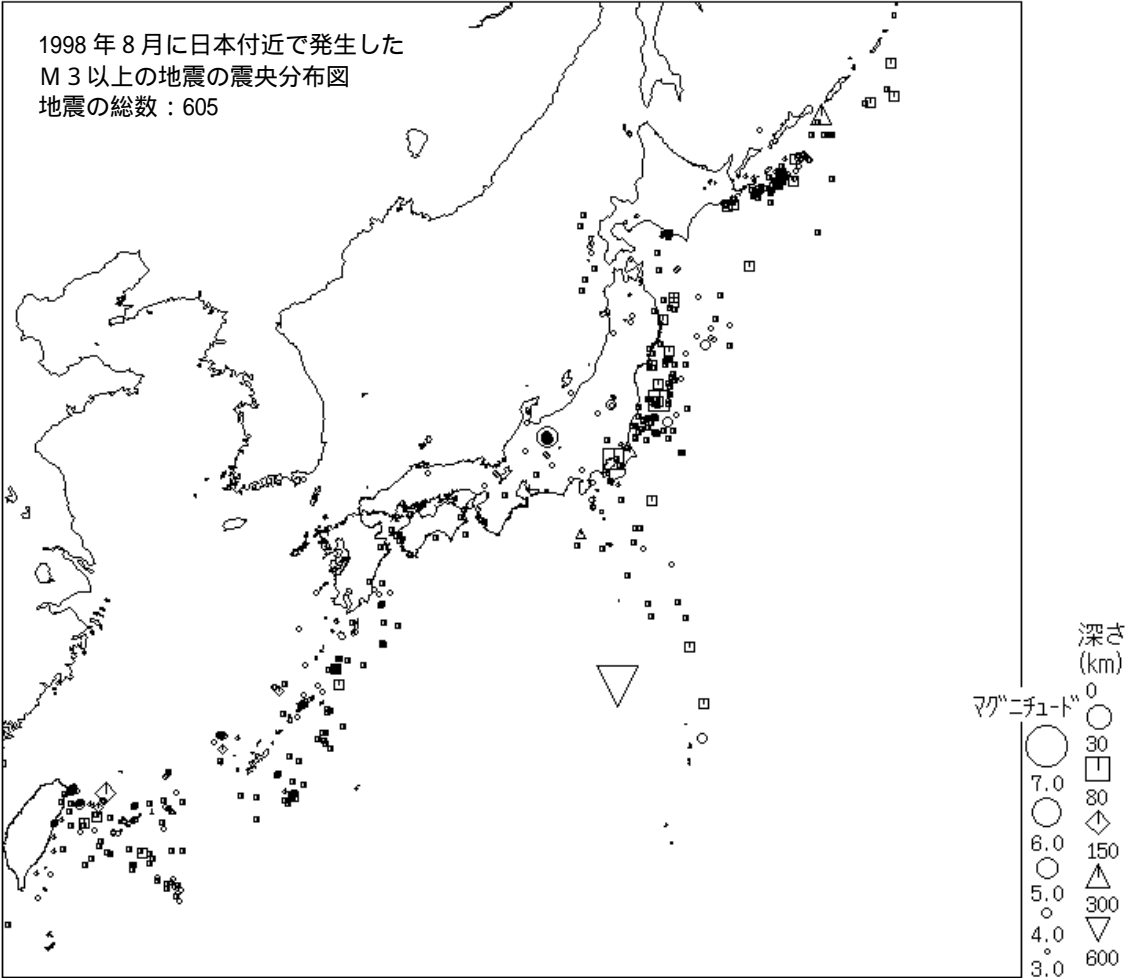 1998 年 8 月に日本付近で発生した
Ｍ３以上の地震の震央分布図
地震の総数：605
深さ
(km)
0
30
80
150
300
600
ﾏｸﾞﾆﾁｭｰﾄﾞ
7.0
6.0
5.0
4.0
3.0